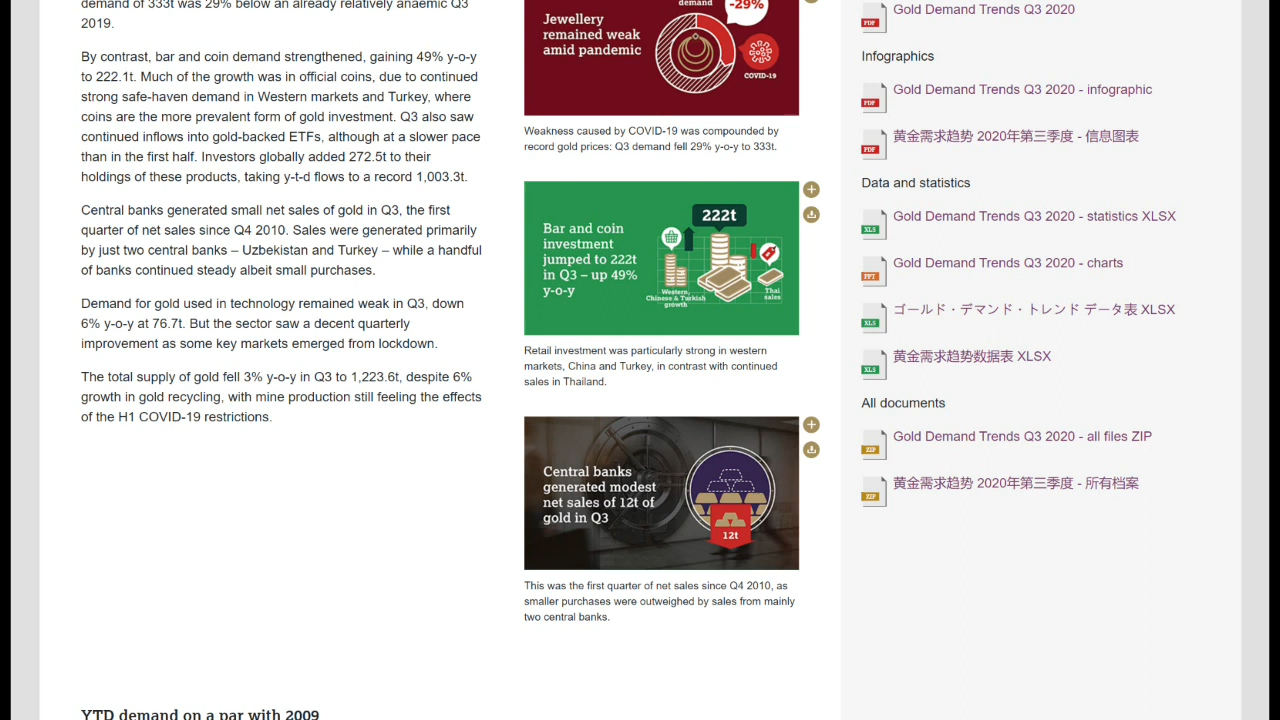 demand of 333t was 29% below an already relatively anaemic Q3
2019.
By contrast, bar and coin demand strengthened, gaining 49% y-o-y
to 222.1t. Much of the growth was in official coins, due to continued
strong safe-haven demand in Western markets and Turkey, where
coins are the more prevalent form of gold investment. Q3 also saw
continued inflows into gold-backed ETFs, although at a slower pace
than in the first half. Investors globally added 272.5t to their
holdings of these products, taking y-t-d flows to a record 1,003.3t.
Central banks generated small net sales of gold in Q3, the first
quarter of net sales since Q4 2010. Sales were generated primarily
by just two central banks – Uzbekistan and Turkey – while a handful
of banks continued steady albeit small purchases.
Demand for gold used in technology remained weak in Q3, down
6% y-o-y at 76.7t. But the sector saw a decent quarterly
improvement as some key markets emerged from lockdown.
The total supply of gold fell 3% y-o-y in Q3 to 1,223.6t, despite 6%
growth in gold recycling, with mine production still feeling the effects
of the H1 COVID-19 restrictions.
YTD demand on a par with 2009
Jewellery
remained weak
amid pandemic
demand
-29%
COVID-19
Weakness caused by COVID-19 was compounded by
record gold prices: Q3 demand fell 29% y-o-y to 333t.
Bar and coin
investment
jumped to 222t
in Q3 – up 49%
y-o-y
222t
Western,
Chinese & Turkish
growth
Thai
sales
Retail investment was particularly strong in western
markets, China and Turkey, in contrast with continued
sales in Thailand.
Central banks
generated modest
net sales of 12t of
gold in Q3
12t
This was the first quarter of net sales since Q4 2010, as
smaller purchases were outweighed by sales from mainly
two central banks.
PDF Gold Demand Trends Q3 2020
Infographics
PDF Gold Demand Trends Q3 2020 - infographic
PDF 黄金需求趋势 2020年第三季度 - 信息图表
Data and statistics
XLS Gold Demand Trends Q3 2020 - statistics XLSX
PPT Gold Demand Trends Q3 2020 - charts
XLS ゴールド・デマンド・トレンド データ表 XLSX
XLS 黄金需求趋势数据表 XLSX
All documents
ZIP Gold Demand Trends Q3 2020 - all files ZIP
ZIP 黄金需求趋势 2020年第三季度 - 所有档案